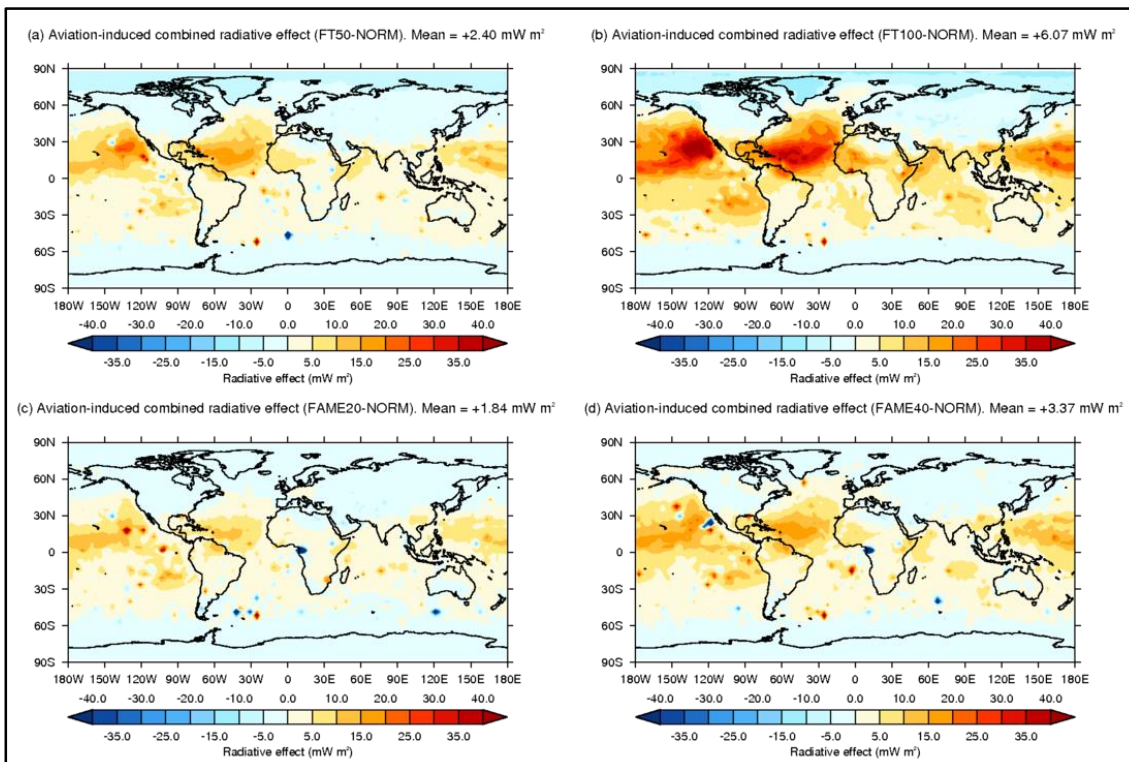 (a) Aviation-induced combined radiative effect (FT50-NORM). Mean = +2.40 mW m²
90N
60N
30N
0
30S
60S
90S
180W 150W 120W 90W 60W 30W 0 30E 60E 90E 120E 150E 180E
-40.0 -30.0 -20.0 -10.0 0.0 10.0 20.0 30.0 40.0
-35.0 -25.0 -15.0 -5.0 5.0 15.0 25.0 35.0
Radiative effect (mW m²)
(b) Aviation-induced combined radiative effect (FT100-NORM). Mean = +6.07 mW m²
90N
60N
30N
0
30S
60S
90S
180W 150W 120W 90W 60W 30W 0 30E 60E 90E 120E 150E 180E
-40.0 -30.0 -20.0 -10.0 0.0 10.0 20.0 30.0 40.0
-35.0 -25.0 -15.0 -5.0 5.0 15.0 25.0 35.0
Radiative effect (mW m²)
(c) Aviation-induced combined radiative effect (FAME20-NORM). Mean = +1.84 mW m²
90N
60N
30N
0
30S
60S
90S
180W 150W 120W 90W 60W 30W 0 30E 60E 90E 120E 150E 180E
-40.0 -30.0 -20.0 -10.0 0.0 10.0 20.0 30.0 40.0
-35.0 -25.0 -15.0 -5.0 5.0 15.0 25.0 35.0
Radiative effect (mW m²)
(d) Aviation-induced combined radiative effect (FAME40-NORM). Mean = +3.37 mW m²
90N
60N
30N
0
30S
60S
90S
180W 150W 120W 90W 60W 30W 0 30E 60E 90E 120E 150E 180E
-40.0 -30.0 -20.0 -10.0 0.0 10.0 20.0 30.0 40.0
-35.0 -25.0 -15.0 -5.0 5.0 15.0 25.0 35.0
Radiative effect (mW m²)